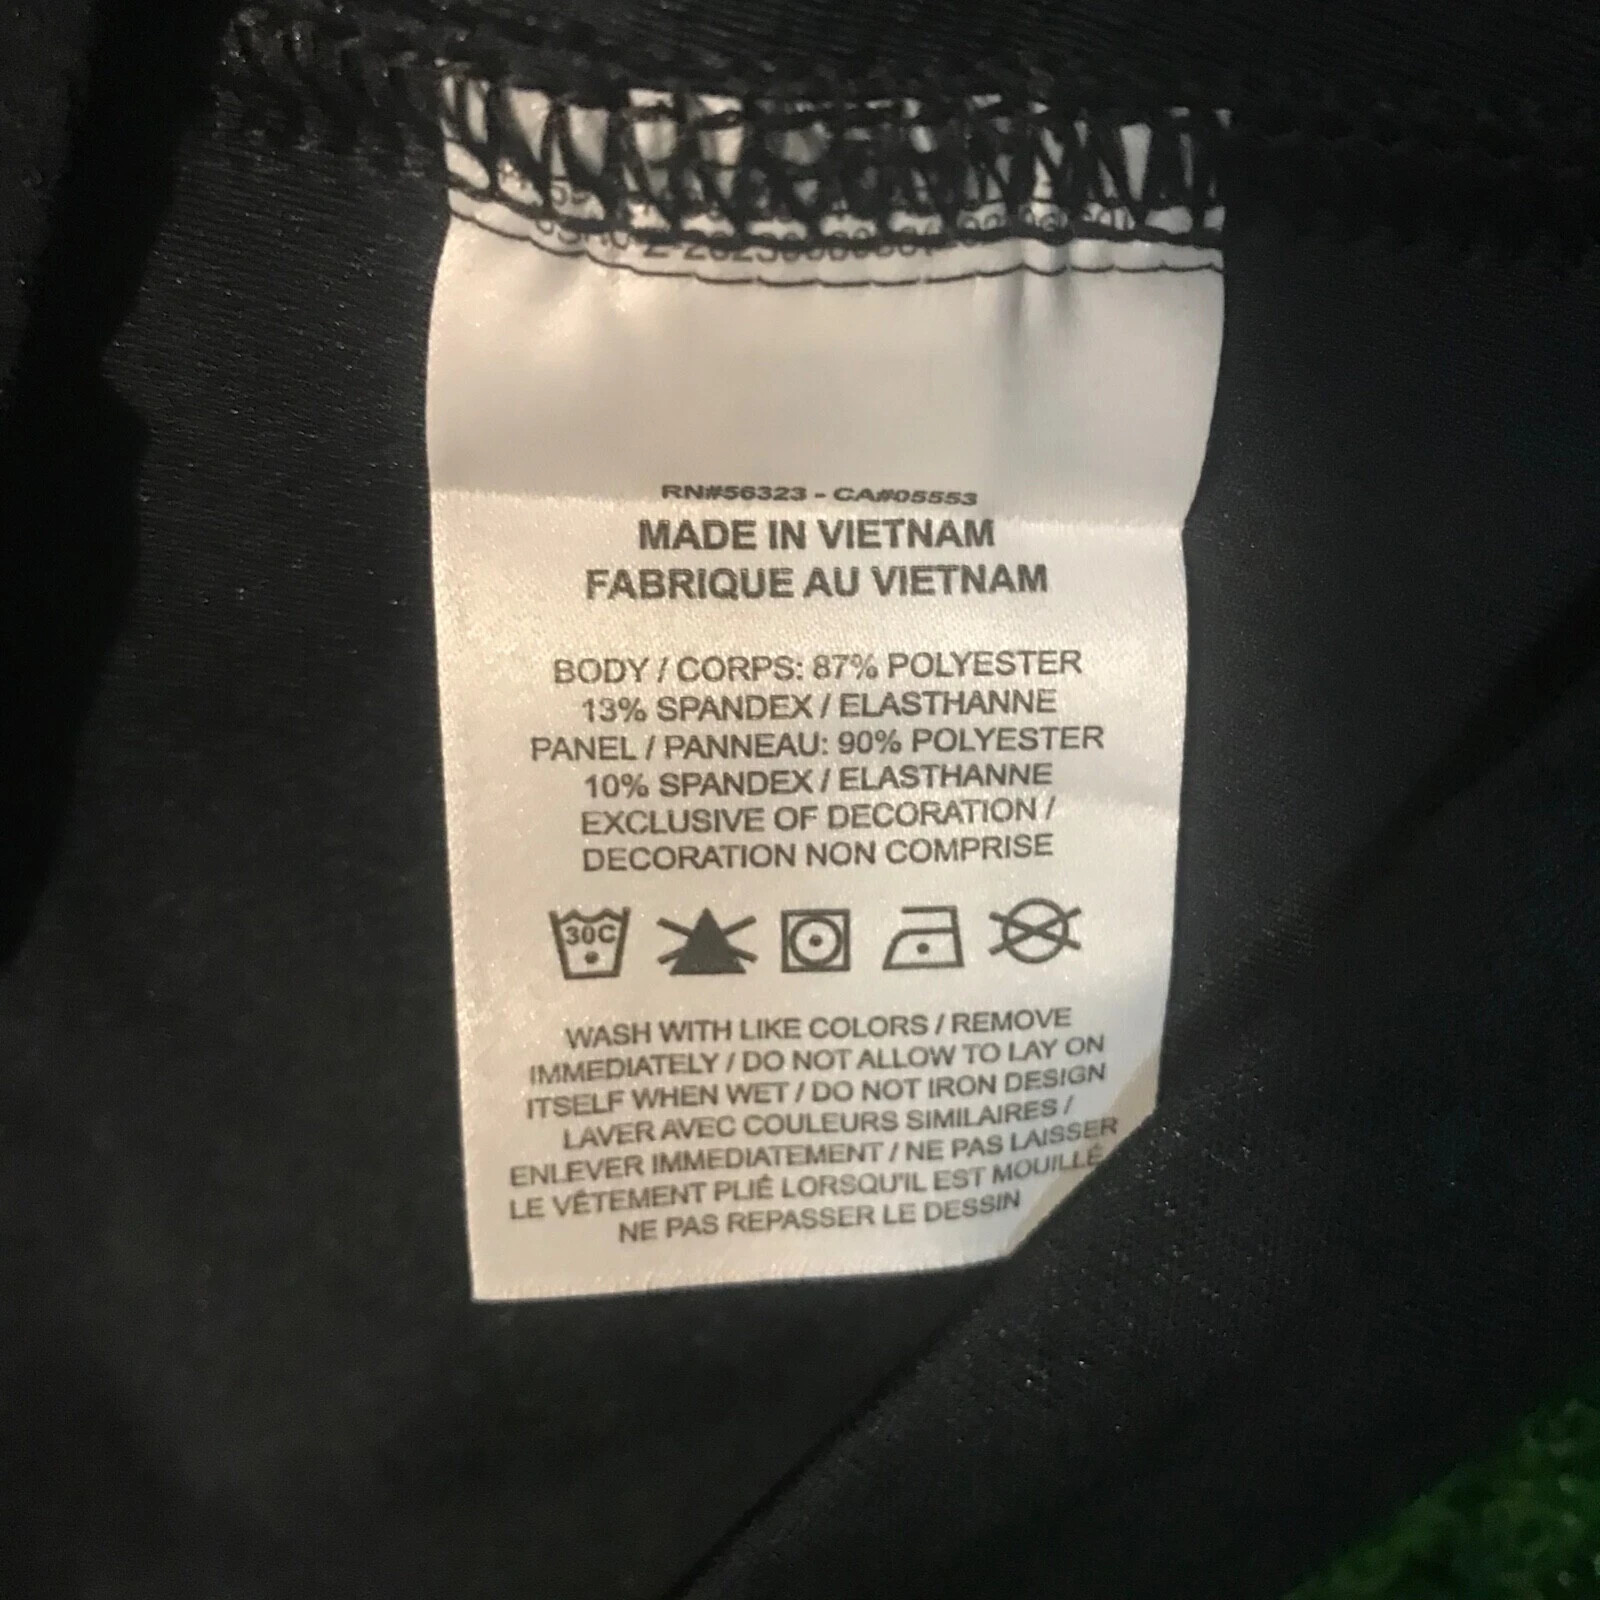 RN#56323 - CA#05553
MADE IN VIETNAM
FABRIQUE AU VIETNAM
BODY / CORPS: 87% POLYESTER
13% SPANDEX / ELASTHANNE
PANEL / PANNEAU: 90% POLYESTER
10% SPANDEX / ELASTHANNE
EXCLUSIVE OF DECORATION /
DECORATION NON COMPRISE
30C
WASH WITH LIKE COLORS / REMOVE
IMMEDIATELY / DO NOT ALLOW TO LAY ON
ITSELF WHEN WET / DO NOT IRON DESIGN
LAVER AVEC COULEURS SIMILAIRES /
ENLEVER IMMEDIATEMENT / NE PAS LAISSER
LE VÊTEMENT PLIÉ LORSQU'IL EST MOUILLÉ
NE PAS REPASSER LE DESSIN